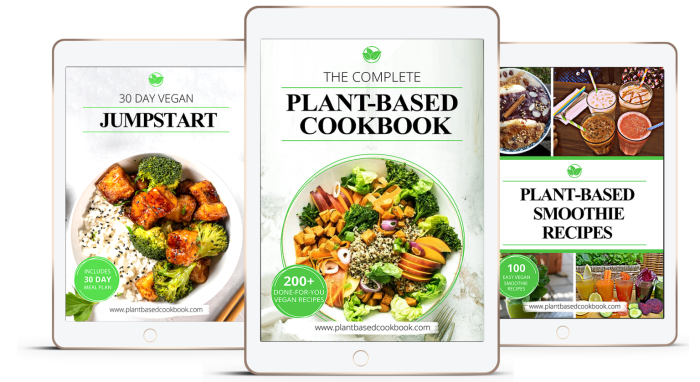 30 DAY VEGAN
JUMPSTART
INCLUDES
30 DAY
MEAL PLAN
www.plantbasedcookbook.com
THE COMPLETE
PLANT-BASED
COOKBOOK
200+
DONE-FOR-YOU
VEGAN RECIPES
www.plantbasedcookbook.com
PLANT-BASED
SMOOTHIE
RECIPES
100
EASY VEGAN
SMOOTHIE
RECIPES
www.plantbasedcookbook.com